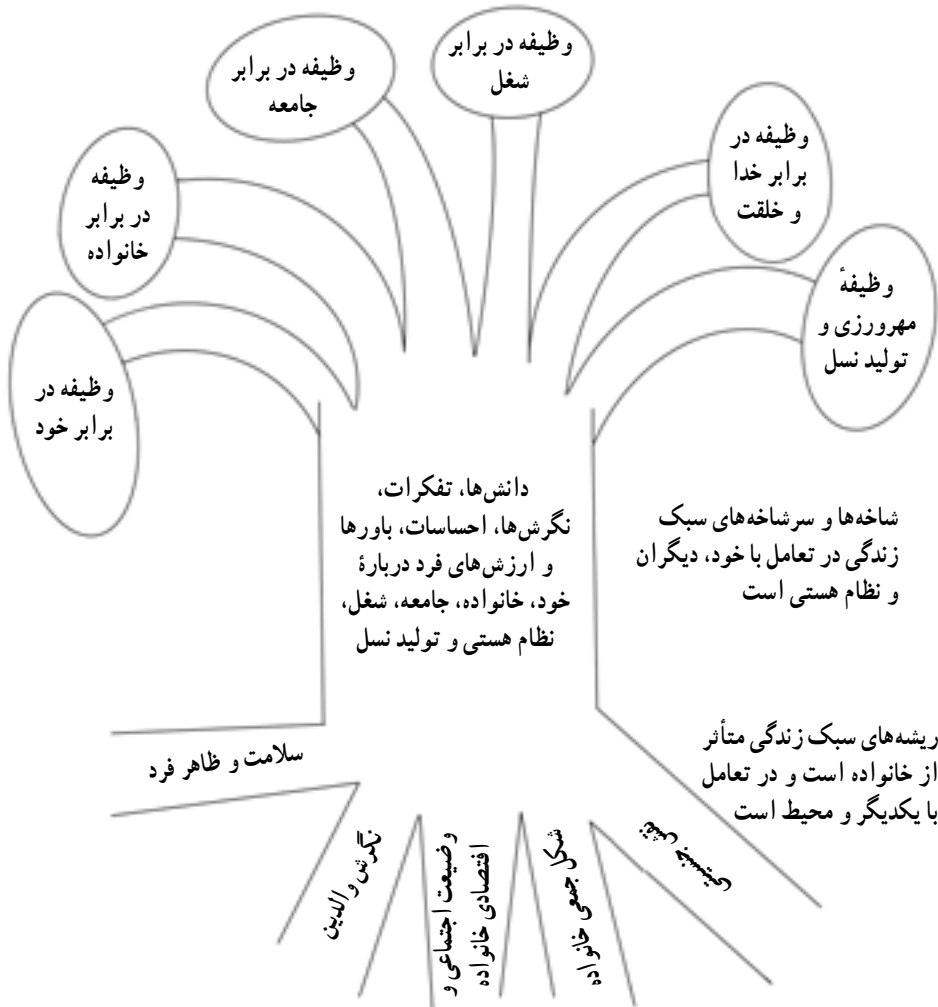 وظیفه در برابر
شغل
وظیفه در برابر
جامعه
وظیفه در
برابر خدا
و خلقت
وظیفه
در برابر
خانواده
وظیفهٔ
مهرورزی و
تولید نسل
وظیفه در
برابر خود
دانش‌ها، تفکرات،
نگرش‌ها، احساسات، باورها
و ارزش‌های فرد دربارهٔ
خود، خانواده، جامعه، شغل،
نظام هستی و تولید نسل
شاخه‌ها و سرشاخه‌های سبک
زندگی در تعامل با خود، دیگران
و نظام هستی است
ریشه‌های سبک زندگی متأثر
از خانواده است و در تعامل
با یکدیگر و محیط است
سلامت و ظاهر فرد
نگرش والدین
وضیعت اجتماعی و
اقتصادی خانواده
شکل جمعی خانواده
نقش جنسیتی